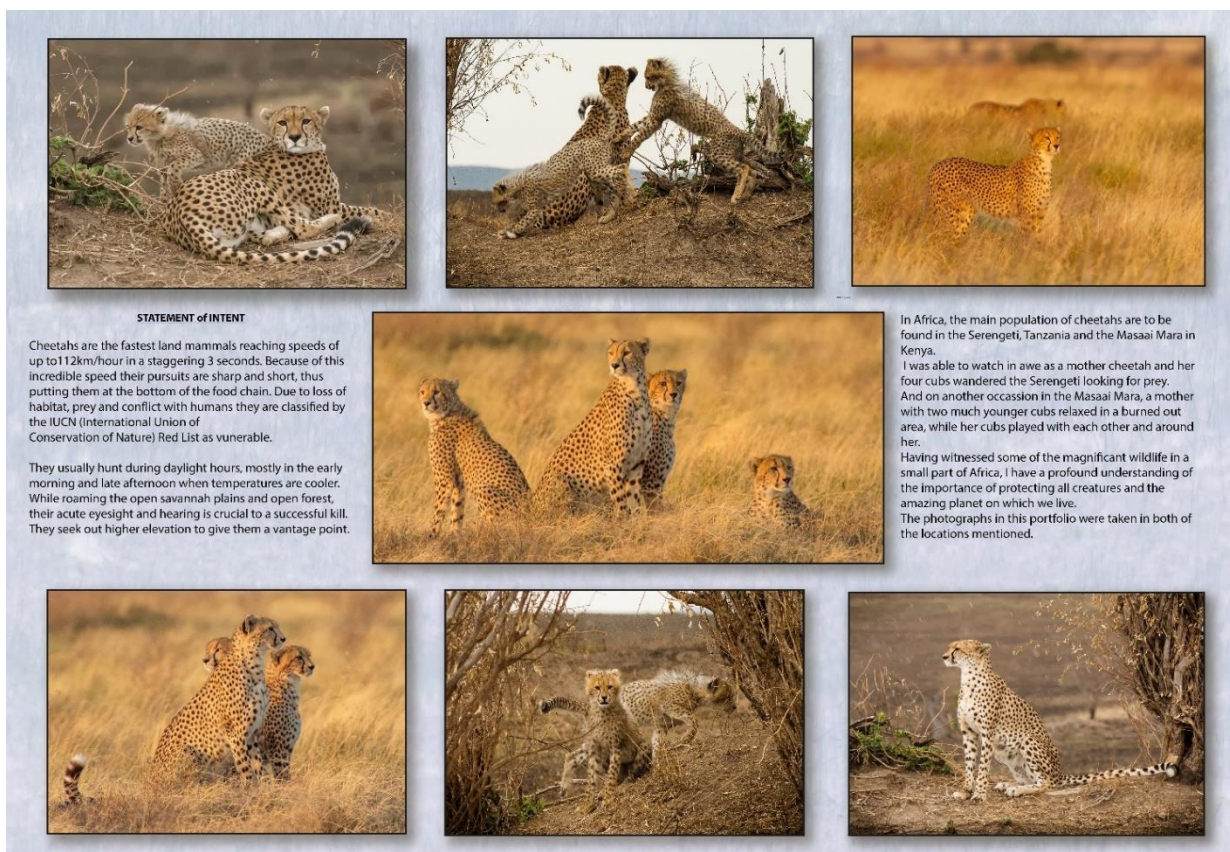 STATEMENT of INTENT
Cheetahs are the fastest land mammals reaching speeds of
up to112km/hour in a staggering 3 seconds. Because of this
incredible speed their pursuits are sharp and short, thus
putting them at the bottom of the food chain. Due to loss of
habitat, prey and conflict with humans they are classified by
the IUCN (International Union of
Conservation of Nature) Red List as vunerable.
They usually hunt during daylight hours, mostly in the early
morning and late afternoon when temperatures are cooler.
While roaming the open savannah plains and open forest,
their acute eyesight and hearing is crucial to a successful kill.
They seek out higher elevation to give them a vantage point.
In Africa, the main population of cheetahs are to be
found in the Serengeti, Tanzania and the Masaai Mara in
Kenya.
I was able to watch in awe as a mother cheetah and her
four cubs wandered the Serengeti looking for prey.
And on another occassion in the Masaai Mara, a mother
with two much younger cubs relaxed in a burned out
area, while her cubs played with each other and around
her.
Having witnessed some of the magnificant wildlife in a
small part of Africa, I have a profound understanding of
the importance of protecting all creatures and the
amazing planet on which we live.
The photographs in this portfolio were taken in both of
the locations mentioned.